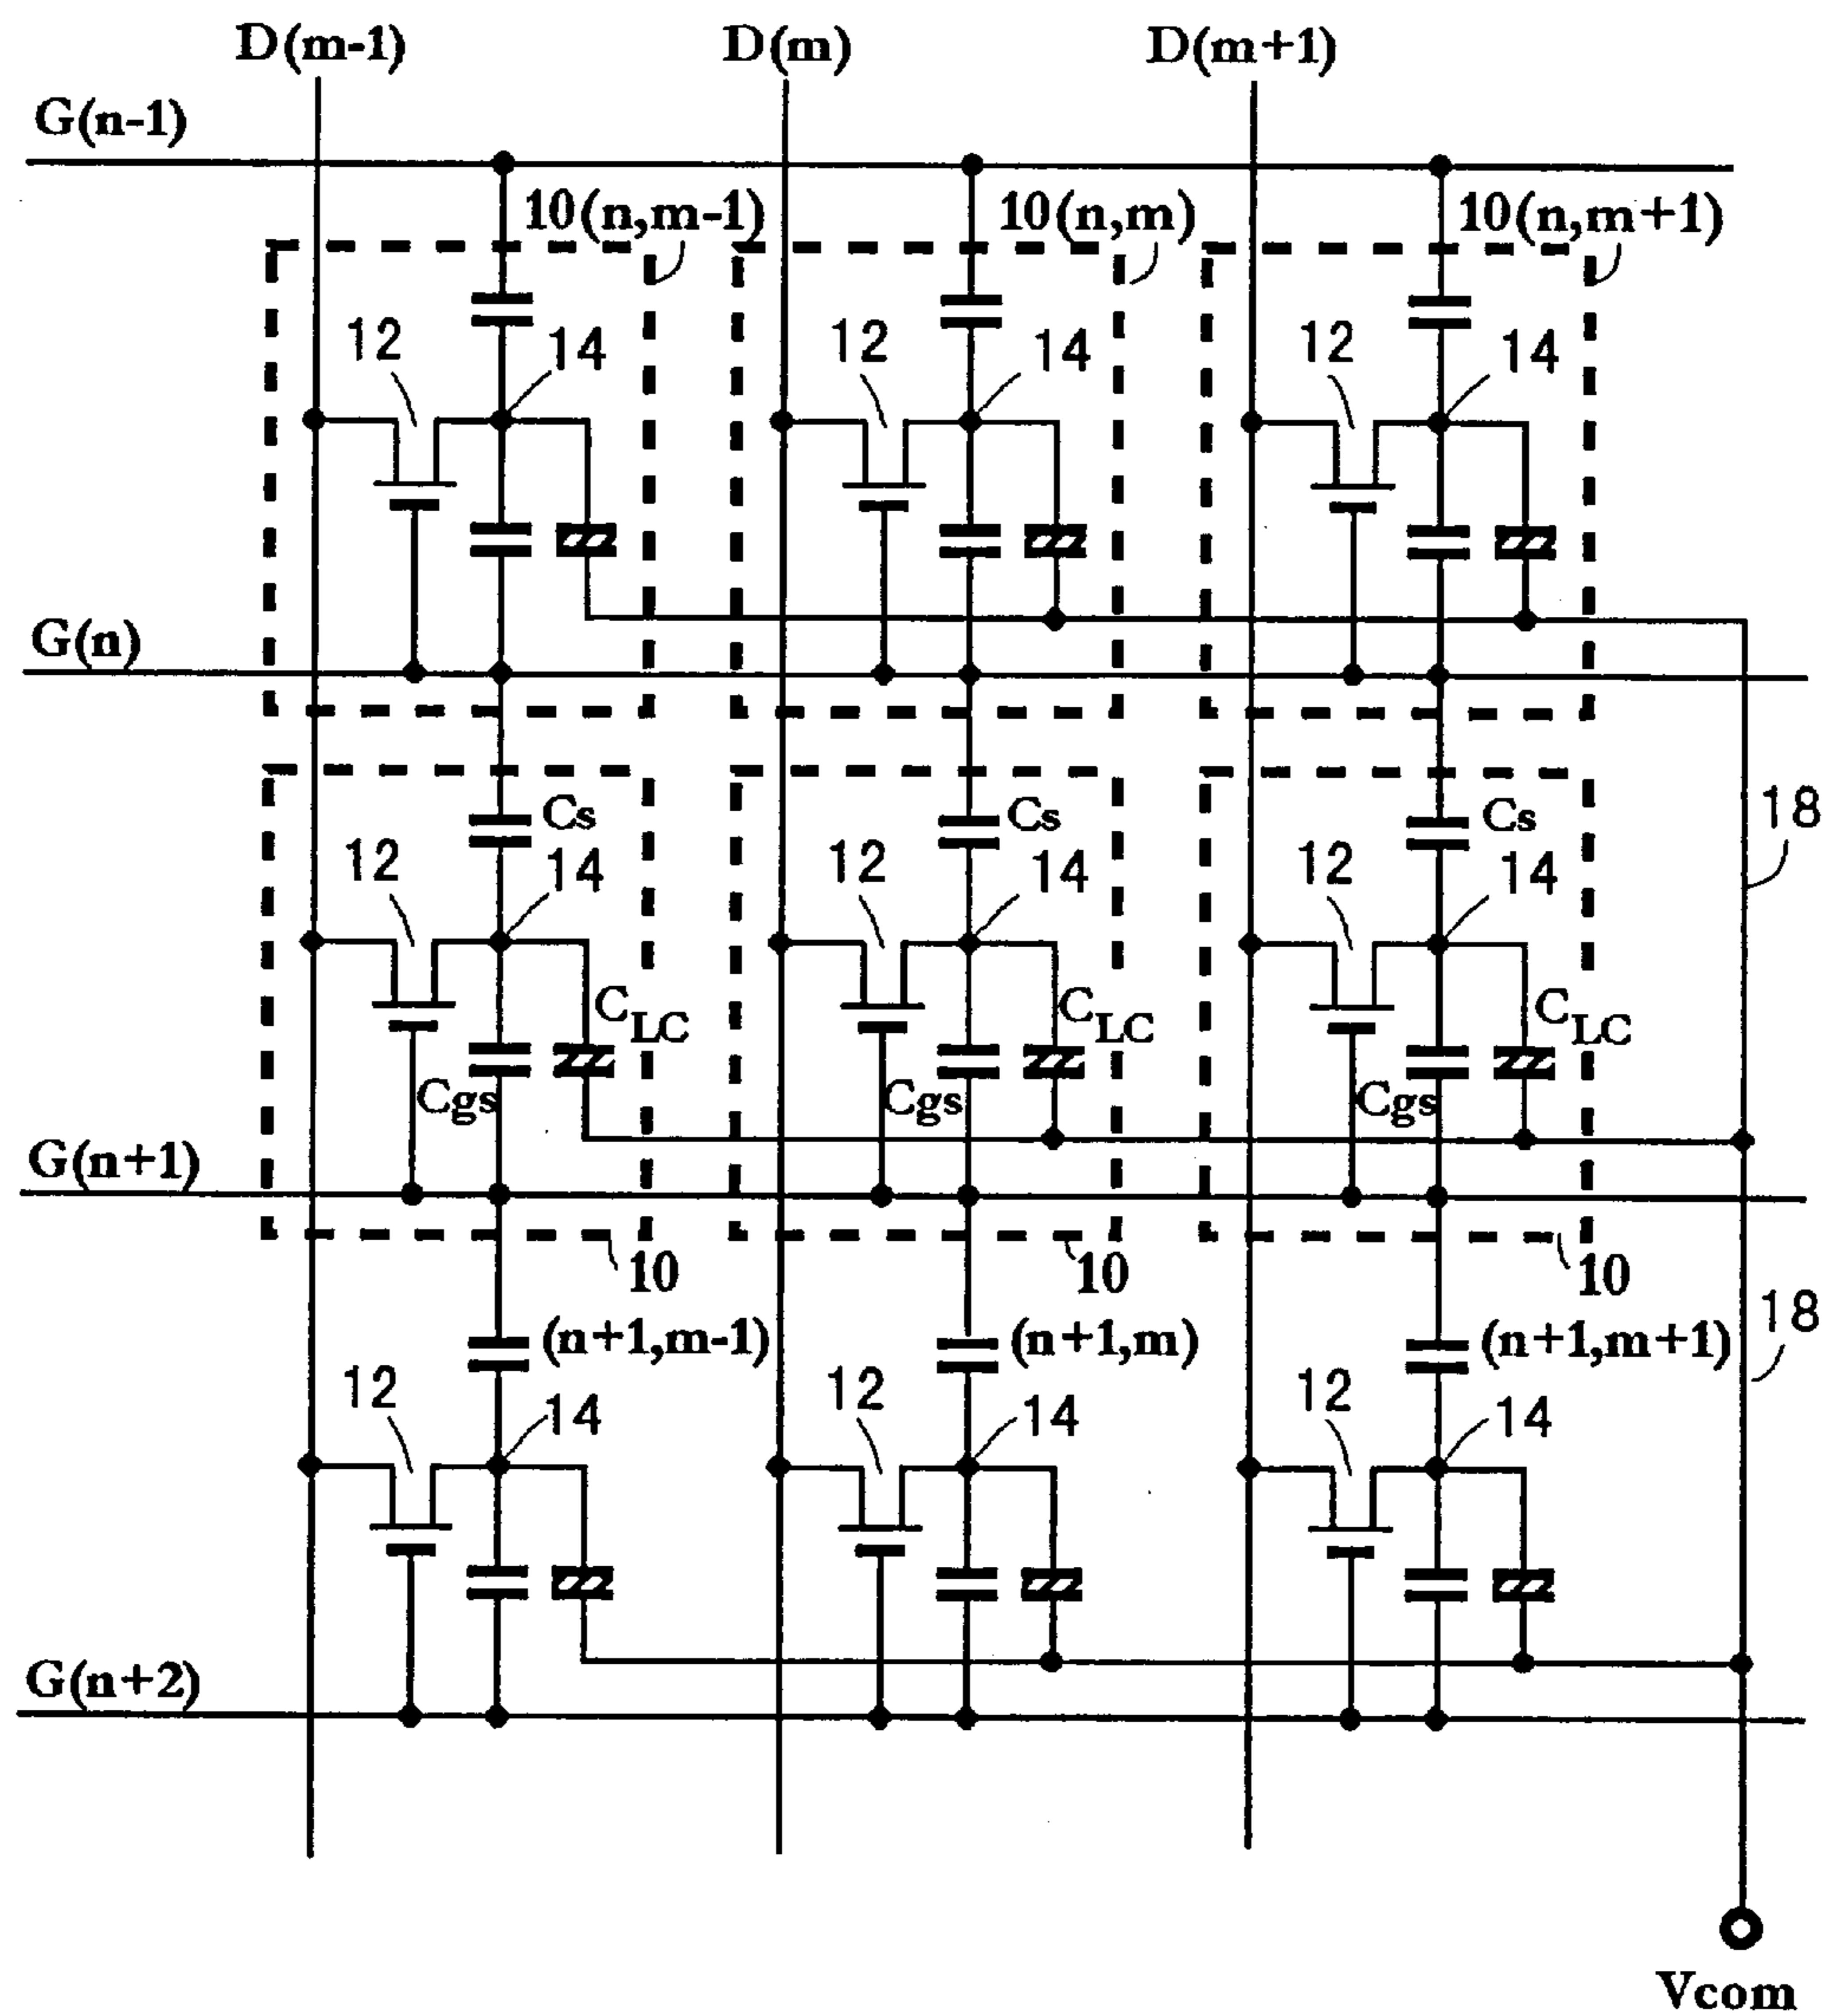 D(m-1) D(m) D(m+1)
G(n-1)
10(n,m-1) 10(n,m) 10(n,m+1)
12 14 12 14 12 14
G(n)
Cs Cs Cs 18
12 14 12 14 12 14
CLC CLC CLC
Cgs Cgs Cgs
G(n+1)
10 10 10
(n+1,m-1) (n+1,m) (n+1,m+1) 18
12 14 12 14 12 14
G(n+2)
Vcom